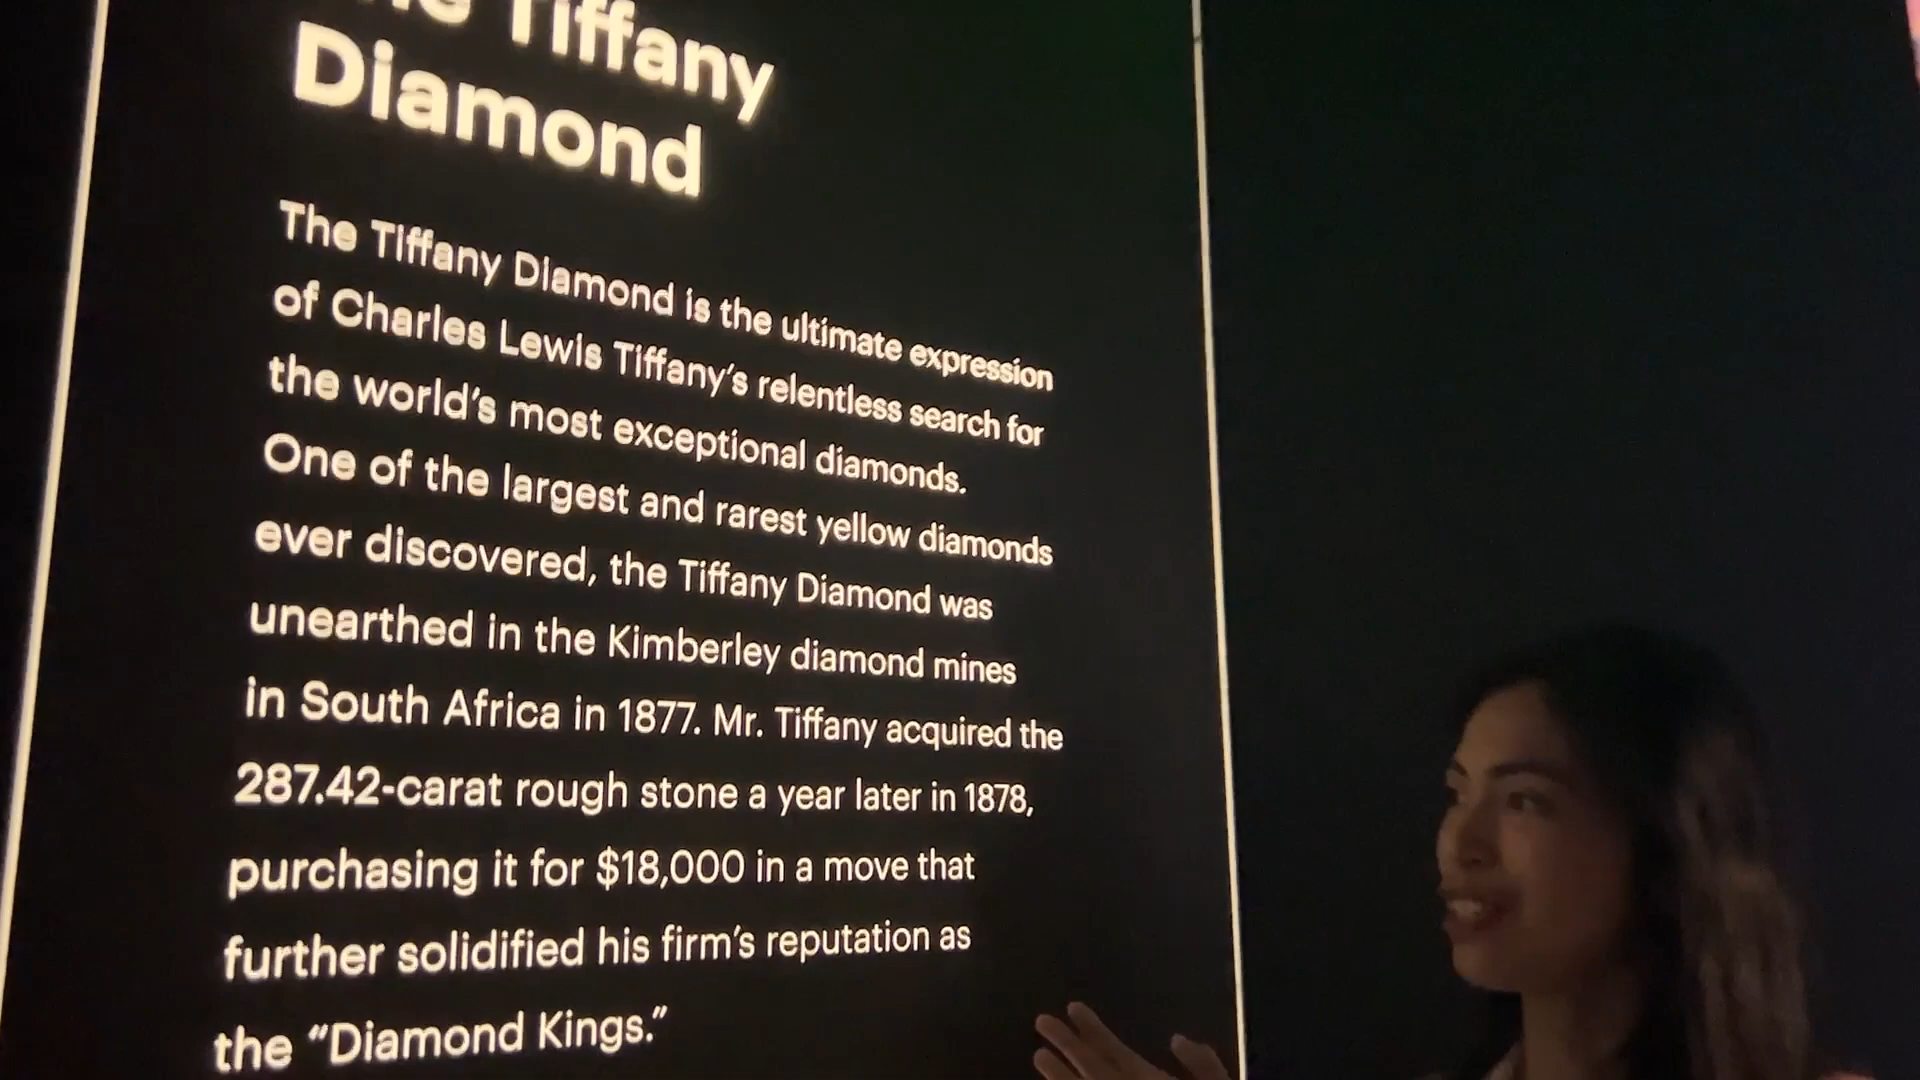 The Tiffany
Diamond
The Tiffany Diamond is the ultimate expression
of Charles Lewis Tiffany’s relentless search for
the world’s most exceptional diamonds.
One of the largest and rarest yellow diamonds
ever discovered, the Tiffany Diamond was
unearthed in the Kimberley diamond mines
in South Africa in 1877. Mr. Tiffany acquired the
287.42-carat rough stone a year later in 1878,
purchasing it for $18,000 in a move that
further solidified his firm’s reputation as
the “Diamond Kings.”